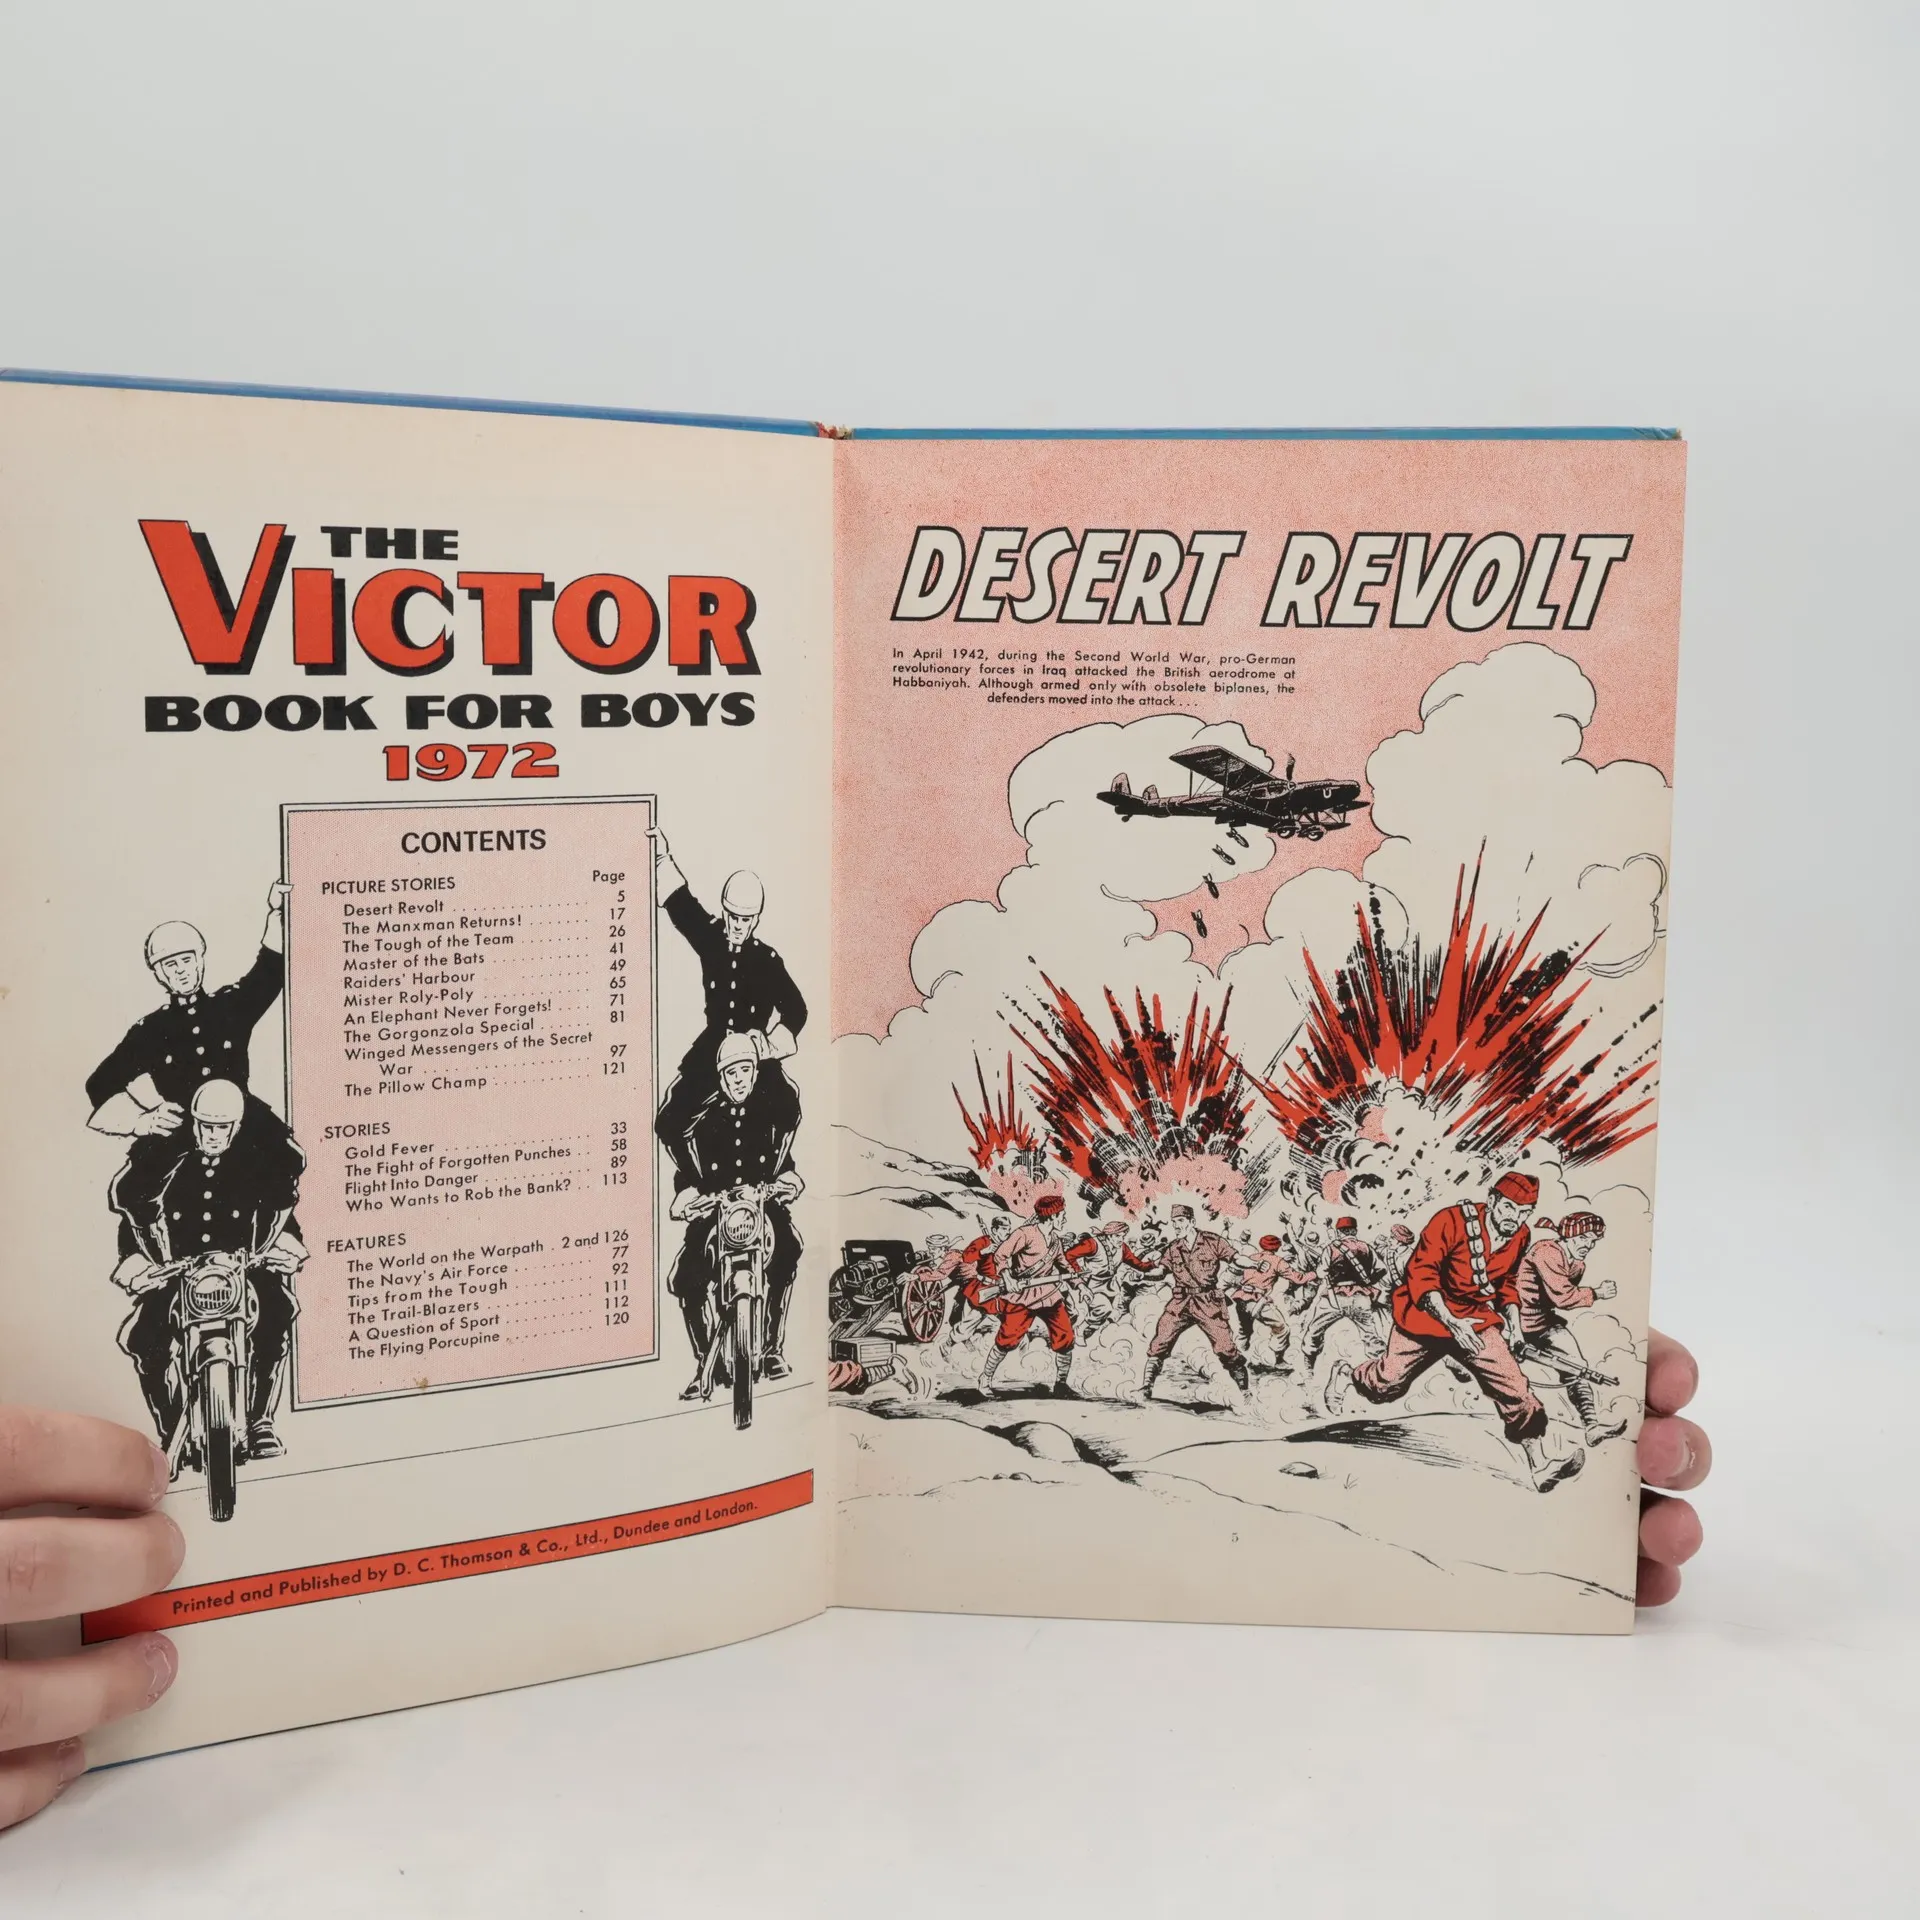 THE
VICTOR
BOOK FOR BOYS
1972
CONTENTS
PICTURE STORIES Page
Desert Revolt . . . . . . . . . . . . . . . 5
The Manxman Returns! . . . . . . . 17
The Tough of the Team . . . . . . . . 26
Master of the Bats . . . . . . . . . . . 41
Raiders' Harbour . . . . . . . . . . 49
Mister Roly-Poly . . . . . . . . . . . . 65
An Elephant Never Forgets! . . . . 71
The Gorgonzola Special . . . . . . 81
Winged Messengers of the Secret
War . . . . . . . . . . . . . . . . . 97
The Pillow Champ . . . . . . . . . . 121
STORIES
Gold Fever . . . . . . . . . . . . . . . 33
The Fight of Forgotten Punches . . 58
Flight Into Danger . . . . . . . . . . . 89
Who Wants to Rob the Bank? . . 113
FEATURES
The World on the Warpath . 2 and 126
The Navy's Air Force . . . . . . . . . 77
Tips from the Tough . . . . . . . . . . 92
The Trail-Blazers . . . . . . . . . . . . 111
A Question of Sport . . . . . . . . . . 112
The Flying Porcupine . . . . . . . . . . 120
Printed and Published by D. C. Thomson & Co., Ltd., Dundee and London.
DESERT REVOLT
In April 1942, during the Second World War, pro-German
revolutionary forces in Iraq attacked the British aerodrome at
Habbaniyah. Although armed only with obsolete biplanes, the
defenders moved into the attack . . .
5